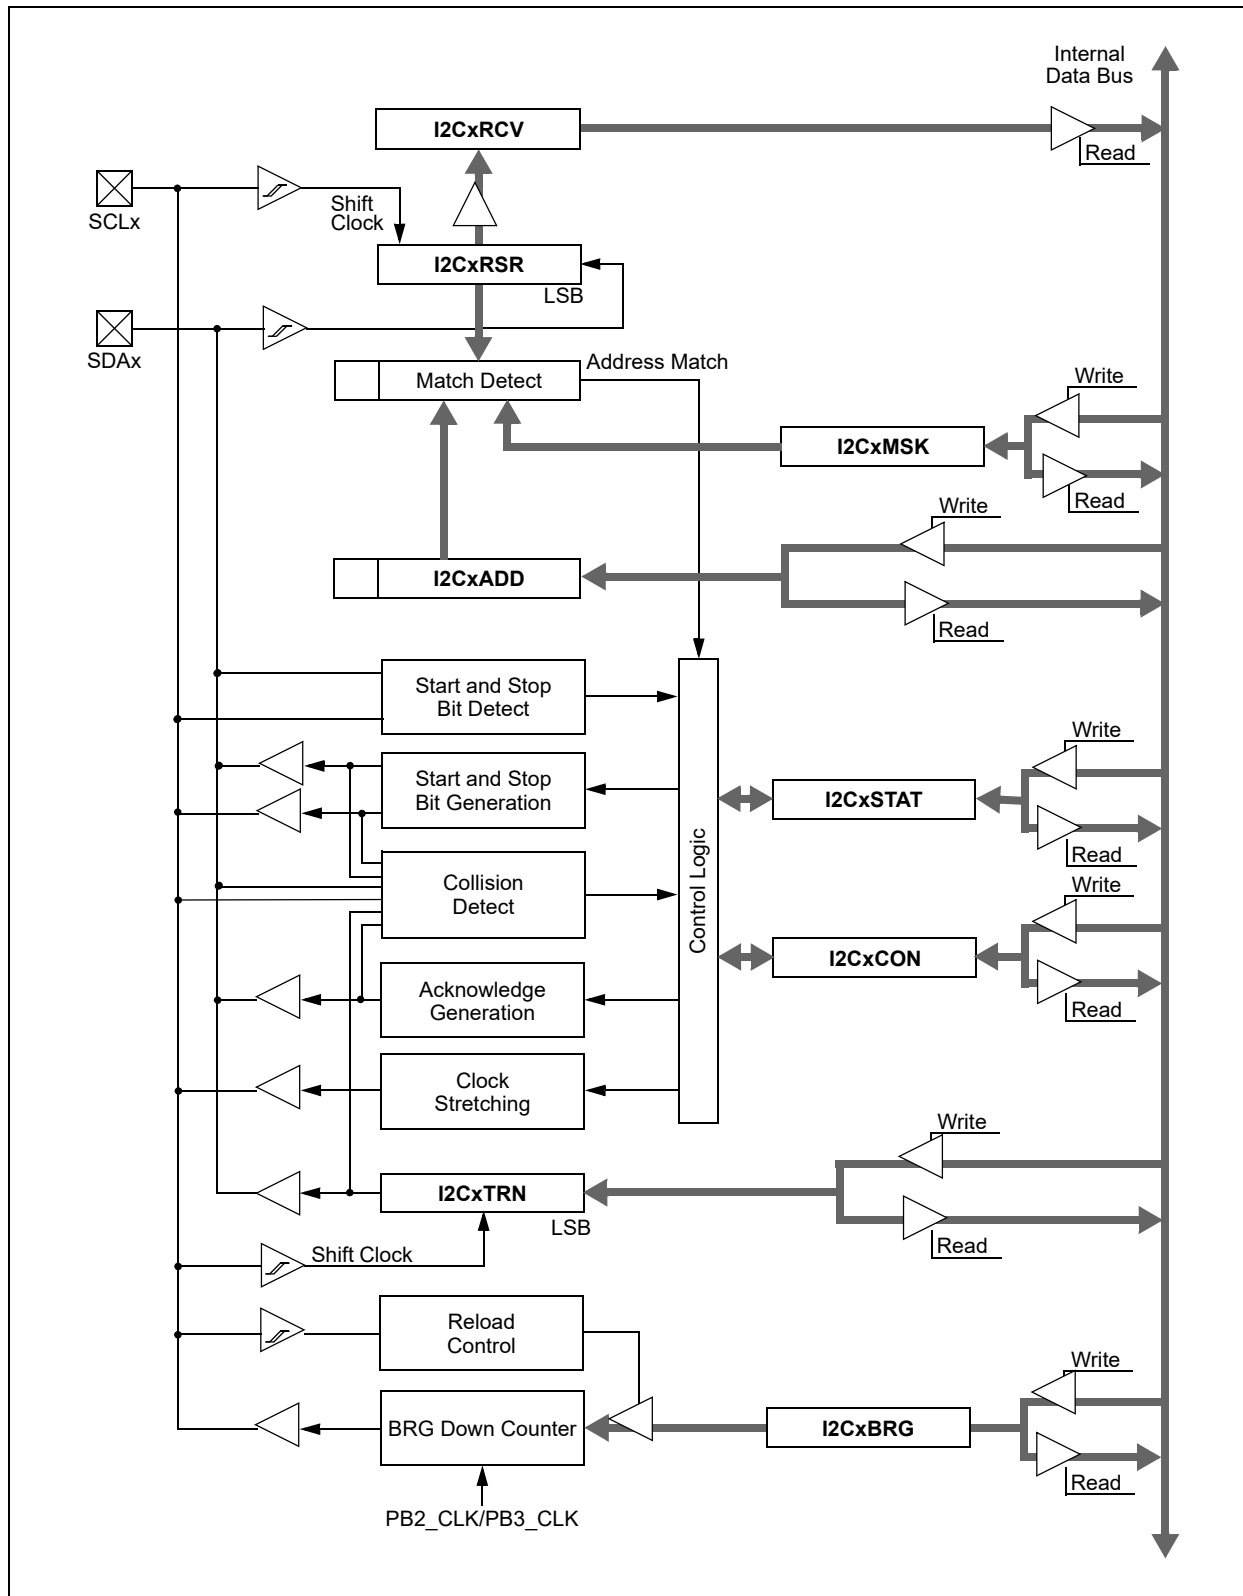 Internal
Data Bus
I2CxRCV
Read
SCLx
Shift
Clock
I2CxRSR
LSB
SDAx
Address Match
Match Detect
Write
I2CxMSK
Read
Write
I2CxADD
Read
Start and Stop
Bit Detect
Write
Start and Stop
Bit Generation
I2CxSTAT
Read
Control Logic
Collision
Detect
Write
I2CxCON
Acknowledge
Generation
Read
Clock
Stretching
Write
I2CxTRN
LSB
Read
Shift Clock
Reload
Control
Write
BRG Down Counter
I2CxBRG
Read
PB2_CLK/PB3_CLK